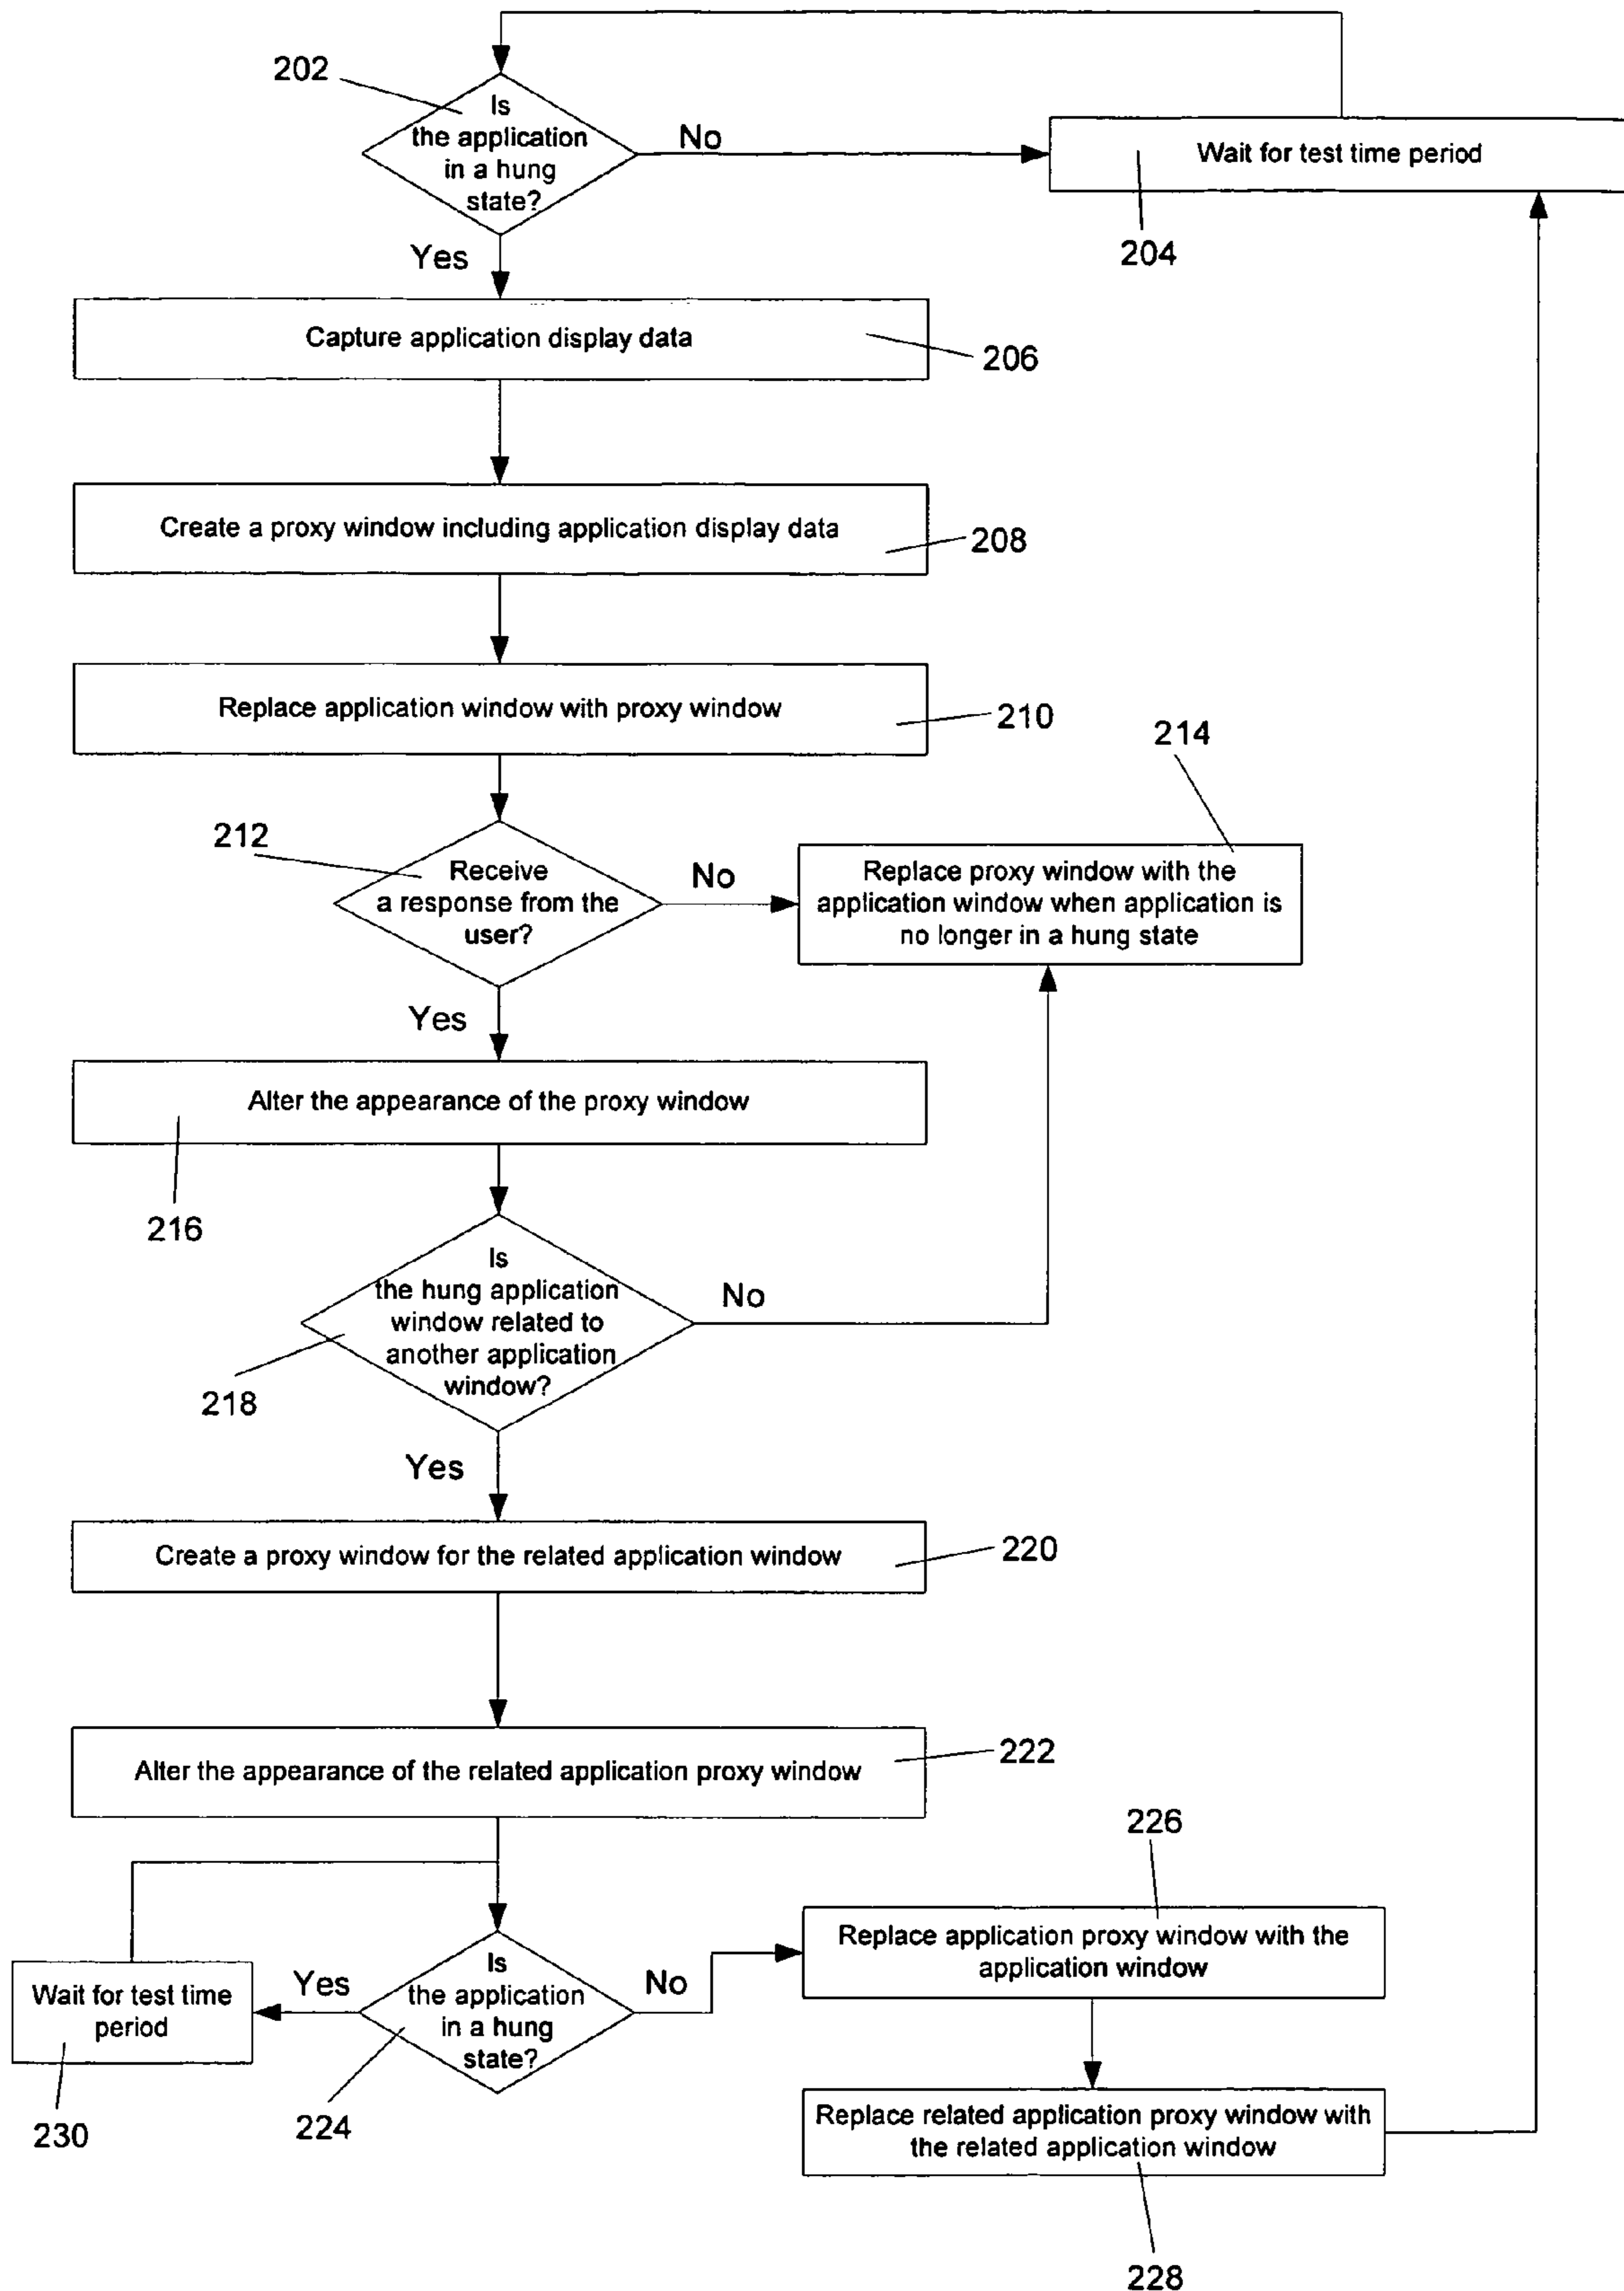 202
Is
the application
in a hung
state?
No
Wait for test time period
204
Yes
Capture application display data
206
Create a proxy window including application display data
208
Replace application window with proxy window
210
214
212
Receive
a response from the
user?
No
Replace proxy window with the
application window when application is
no longer in a hung state
Yes
Alter the appearance of the proxy window
216
Is
the hung application
window related to
another application
window?
No
218
Yes
Create a proxy window for the related application window
220
Alter the appearance of the related application proxy window
222
226
Replace application proxy window with the
application window
Is
the application
in a hung
state?
Yes
No
Wait for test time
period
230
224
Replace related application proxy window with
the related application window
228